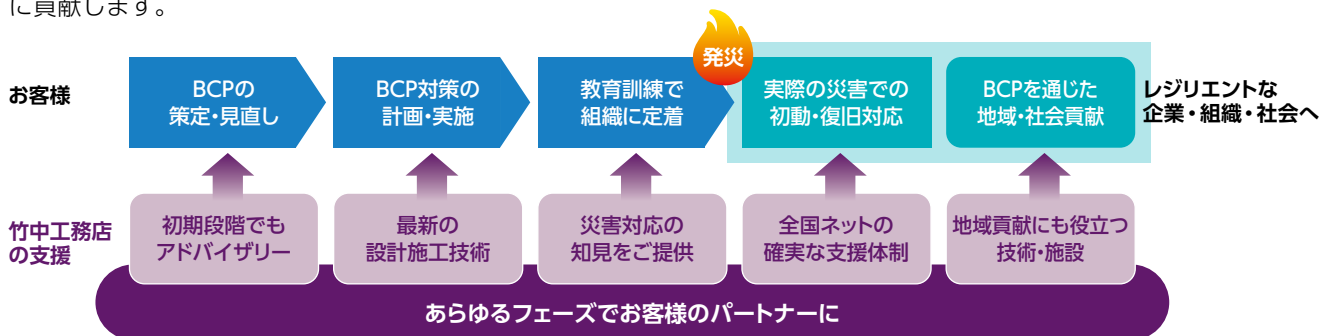 に貢献します。
発災
お客様
BCPの
策定・見直し
BCP対策の
計画・実施
教育訓練で
組織に定着
実際の災害での
初動・復旧対応
BCPを通じた
地域・社会貢献
レジリエントな
企業・組織・社会へ
竹中工務店
の支援
初期段階でも
アドバイザリー
最新の
設計施工技術
災害対応の
知見をご提供
全国ネットの
確実な支援体制
地域貢献にも役立つ
技術・施設
あらゆるフェーズでお客様のパートナーに